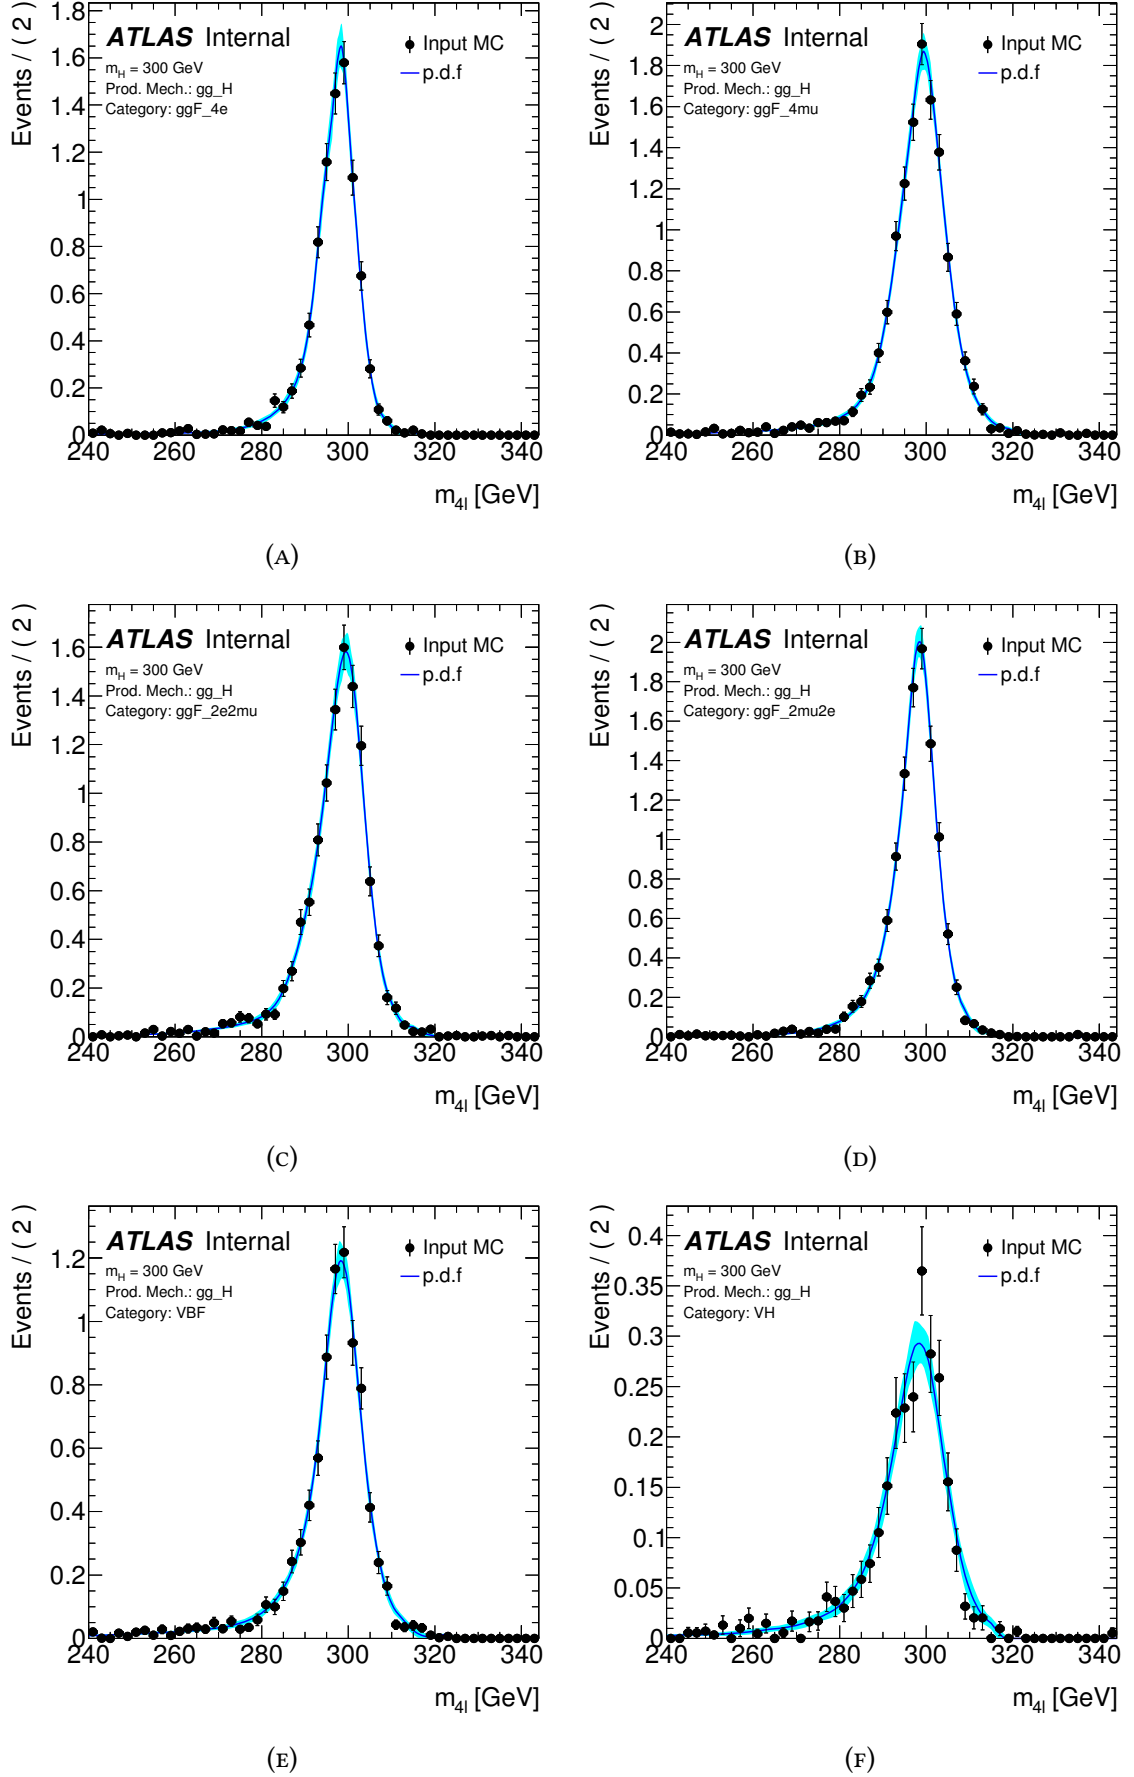 Events / ( 2 )
1.8
1.6
1.4
1.2
1
0.8
0.6
0.4
0.2
0
ATLAS Internal
m_H = 300 GeV
Prod. Mech.: gg_H
Category: ggF_4e
Input MC
p.d.f
240 260 280 300 320 340
m_4l [GeV]
(A)
Events / ( 2 )
2
1.8
1.6
1.4
1.2
1
0.8
0.6
0.4
0.2
0
ATLAS Internal
m_H = 300 GeV
Prod. Mech.: gg_H
Category: ggF_4mu
Input MC
p.d.f
240 260 280 300 320 340
m_4l [GeV]
(B)
Events / ( 2 )
1.6
1.4
1.2
1
0.8
0.6
0.4
0.2
0
ATLAS Internal
m_H = 300 GeV
Prod. Mech.: gg_H
Category: ggF_2e2mu
Input MC
p.d.f
240 260 280 300 320 340
m_4l [GeV]
(C)
Events / ( 2 )
2
1.8
1.6
1.4
1.2
1
0.8
0.6
0.4
0.2
0
ATLAS Internal
m_H = 300 GeV
Prod. Mech.: gg_H
Category: ggF_2mu2e
Input MC
p.d.f
240 260 280 300 320 340
m_4l [GeV]
(D)
Events / ( 2 )
1.2
1
0.8
0.6
0.4
0.2
0
ATLAS Internal
m_H = 300 GeV
Prod. Mech.: gg_H
Category: VBF
Input MC
p.d.f
240 260 280 300 320 340
m_4l [GeV]
(E)
Events / ( 2 )
0.4
0.35
0.3
0.25
0.2
0.15
0.1
0.05
0
ATLAS Internal
m_H = 300 GeV
Prod. Mech.: gg_H
Category: VH
Input MC
p.d.f
240 260 280 300 320 340
m_4l [GeV]
(F)